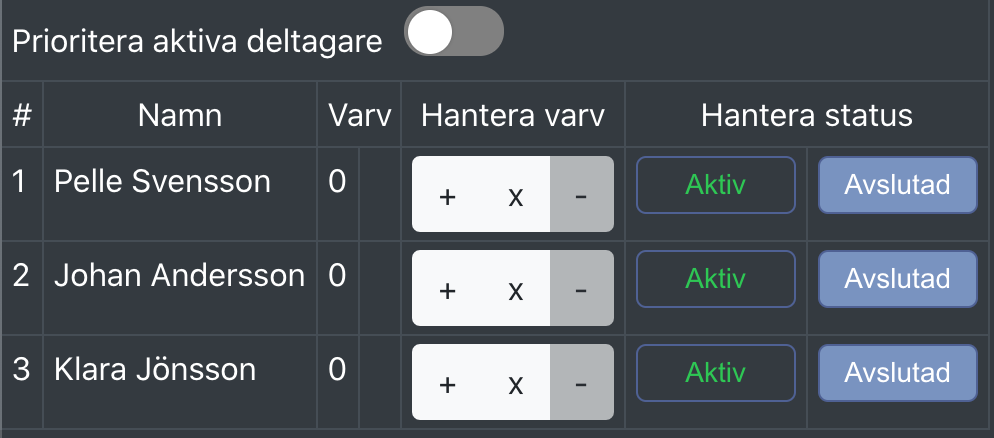 Prioritera aktiva deltagare
# Namn Varv Hantera varv Hantera status
1 Pelle Svensson 0 + x - Aktiv Avslutad
2 Johan Andersson 0 + x - Aktiv Avslutad
3 Klara Jönsson 0 + x - Aktiv Avslutad